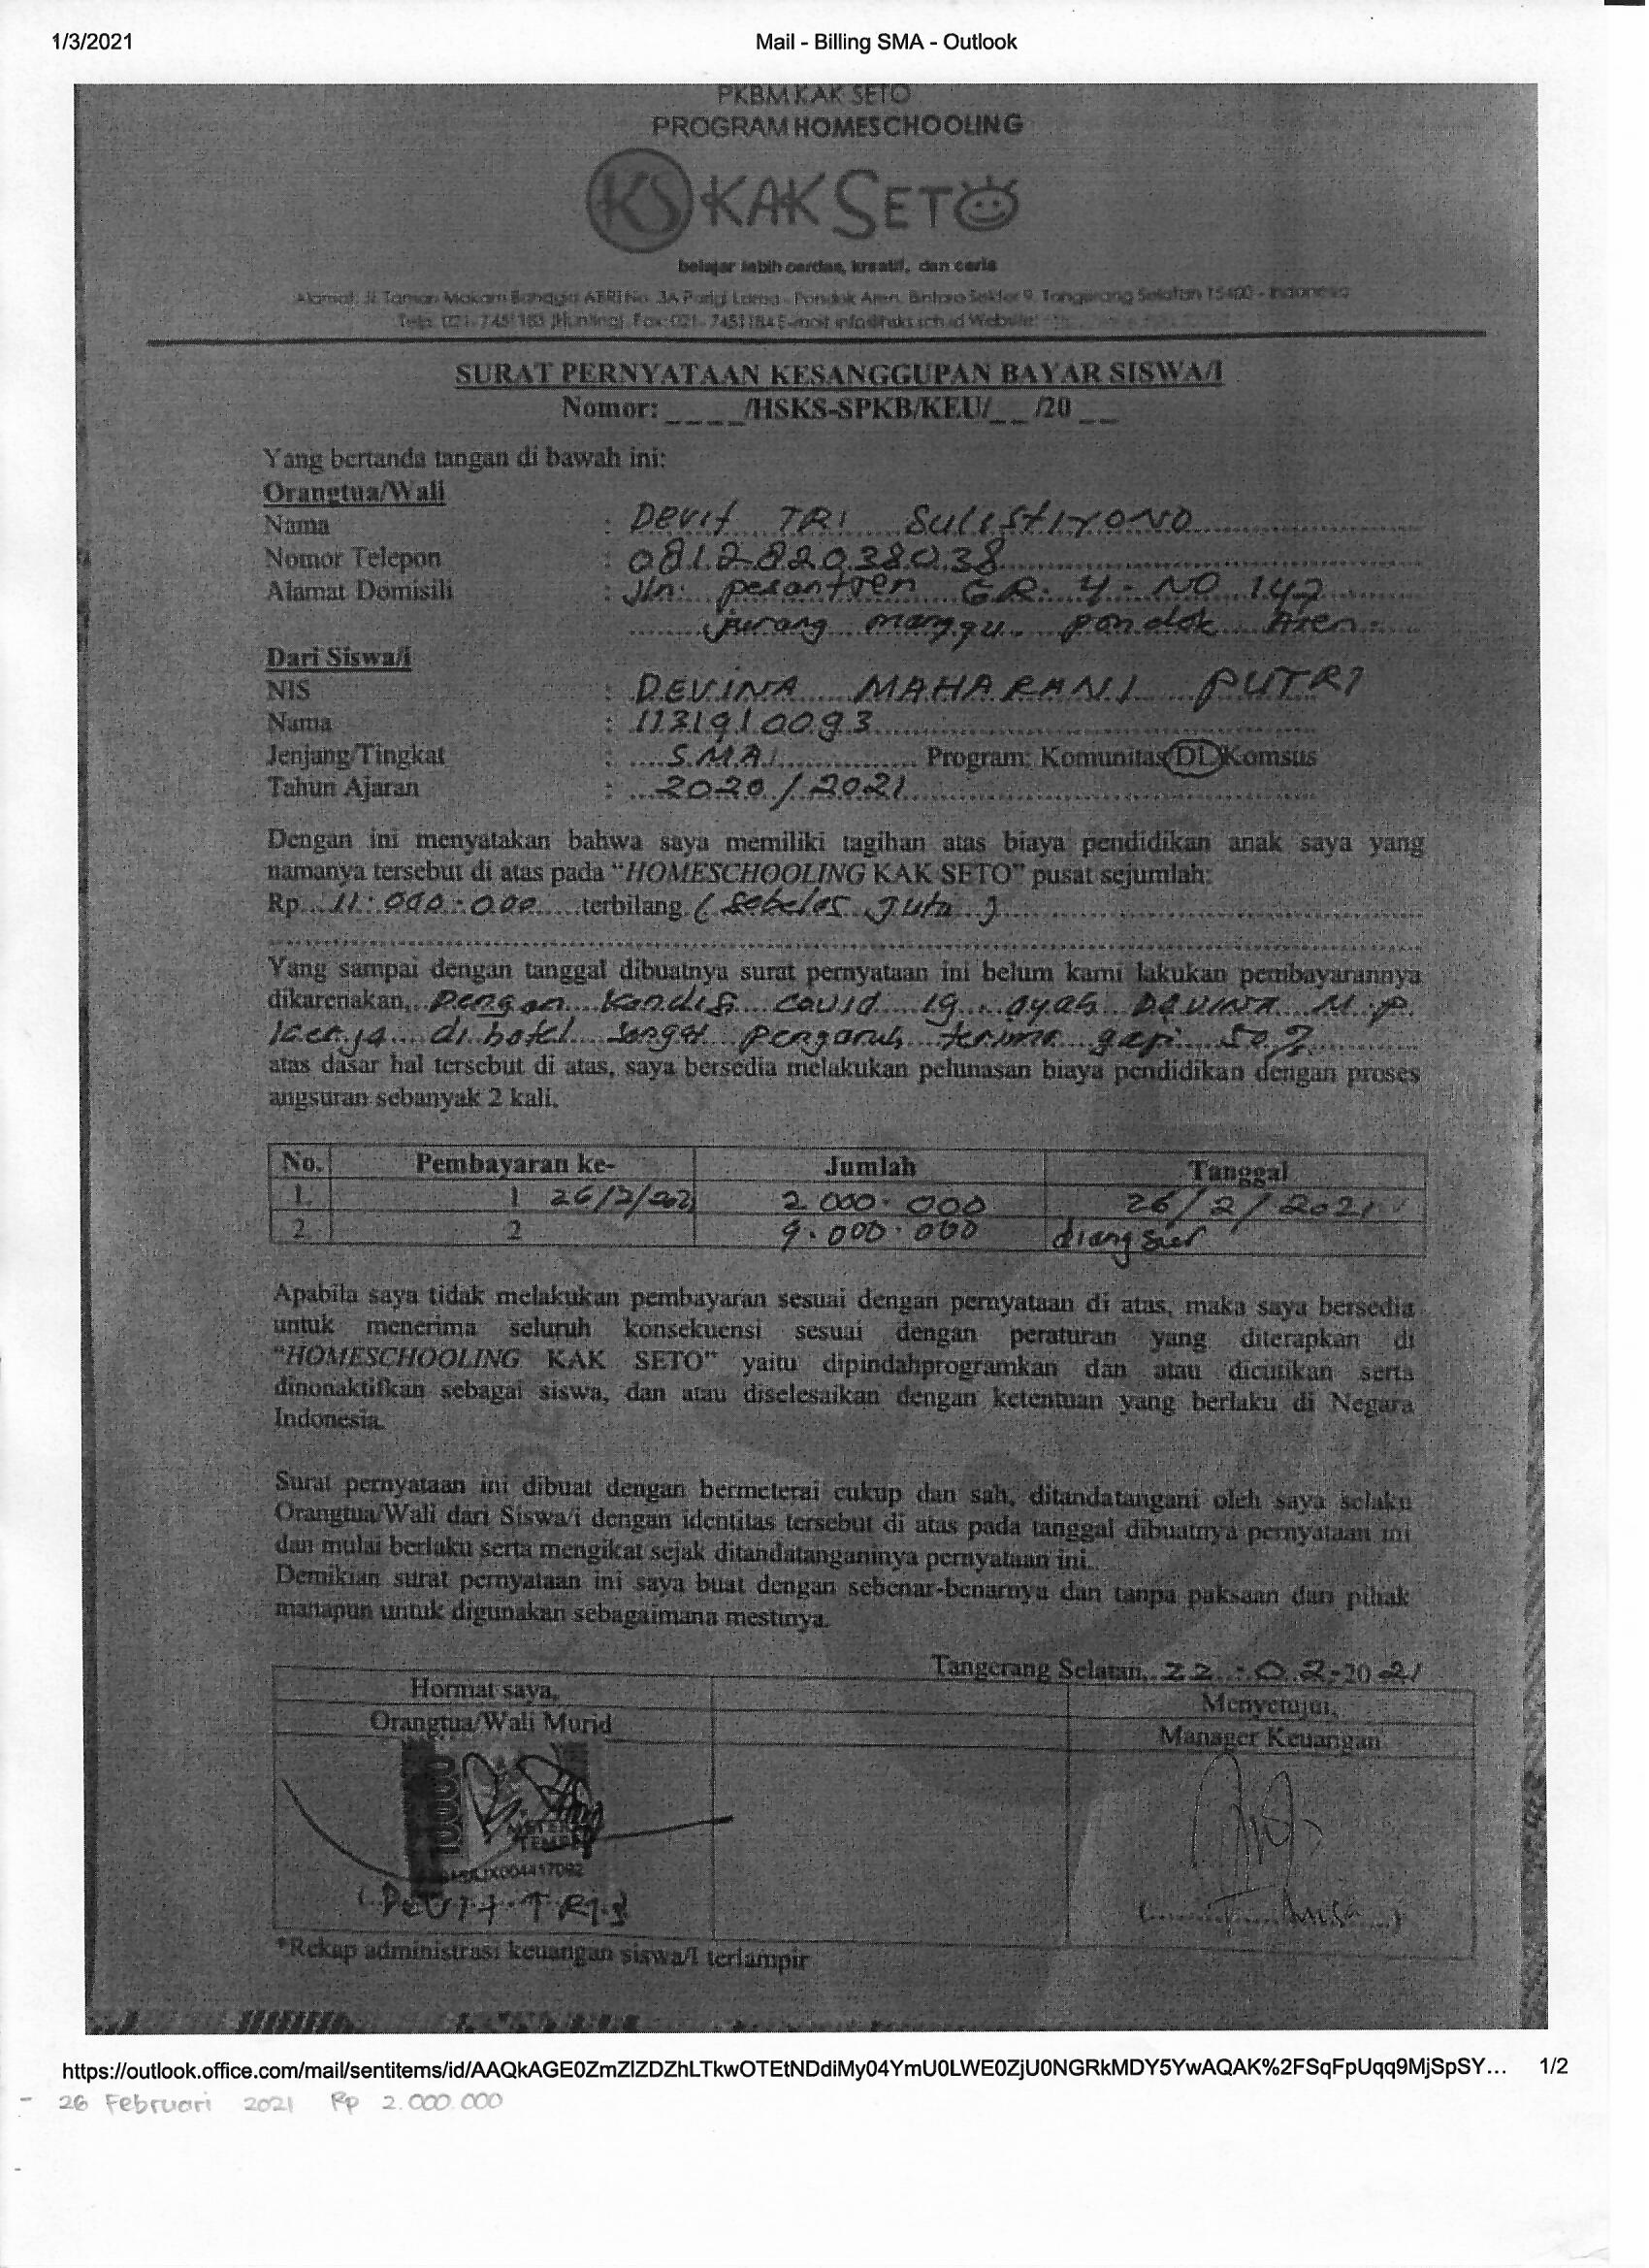 1/3/2021
Mail - Billing SMA - Outlook
PKBM KAK SETO
PROGRAM HOMESCHOOLING
KS KAK SETO
belajar lebih cerdas, kreatif, dan ceria
Alamat: Jl. Taman Makam Bahagia ABRI No. 3A Parigi Lama - Pondok Aren, Bintaro Sektor 9, Tangerang Selatan 15400 - Indonesia
Telp. 021- 7451183 (Hunting), Fax: 021- 7451184 E-mail: info@hsks.sch.id Website:
SURAT PERNYATAAN KESANGGUPAN BAYAR SISWA/I
Nomor: _ _ _ _/HSKS-SPKB/KEU/_ _ /20 _ _
Yang bertanda tangan di bawah ini:
Orangtua/Wali
Nama : Devit TRI SulistiyONO
Nomor Telepon : 081282038038
Alamat Domisili : Jln. pesantren GR. 4 - NO 147
jurang manggu pondok Aren.
Dari Siswa/i
NIS : DEVINA MAHARANI PUTRI
Nama : 1131910093
Jenjang/Tingkat : SMA Program: Komunitas/DL/Komsus
Tahun Ajaran : 2020/2021
Dengan ini menyatakan bahwa saya memiliki tagihan atas biaya pendidikan anak saya yang
namanya tersebut di atas pada "HOMESCHOOLING KAK SETO" pusat sejumlah:
Rp. 11.000.000 terbilang ( Sebelas juta )
Yang sampai dengan tanggal dibuatnya surat pernyataan ini belum kami lakukan pembayarannya
dikarenakan, Dengan kondisi covid 19. ayah DEVINA M.P.
kerja di hotel sangat pengaruh terima gaji 50%
atas dasar hal tersebut di atas, saya bersedia melakukan pelunasan biaya pendidikan dengan proses
angsuran sebanyak 2 kali.
No. Pembayaran ke- Jumlah Tanggal
1. 1 26/2/2021 2.000.000 26/2/2021
2. 2 9.000.000 diangsur
Apabila saya tidak melakukan pembayaran sesuai dengan pernyataan di atas, maka saya bersedia
untuk menerima seluruh konsekuensi sesuai dengan peraturan yang diterapkan di
"HOMESCHOOLING KAK SETO" yaitu dipindahprogramkan dan atau dicutikan serta
dinonaktifkan sebagai siswa, dan atau diselesaikan dengan ketentuan yang berlaku di Negara
Indonesia.
Surat pernyataan ini dibuat dengan bermeterai cukup dan sah, ditandatangani oleh saya selaku
Orangtua/Wali dari Siswa/i dengan identitas tersebut di atas pada tanggal dibuatnya pernyataan ini
dan mulai berlaku serta mengikat sejak ditandatanganinya pernyataan ini.
Demikian surat pernyataan ini saya buat dengan sebenar-benarnya dan tanpa paksaan dari pihak
manapun untuk digunakan sebagaimana mestinya.
Tangerang Selatan, 22 - 02 - 2021
Hormat saya, Menyetujui,
Orangtua/Wali Murid Manager Keuangan
10000
METERAI
TEMPEL
(Devit TRI.S)
*Rekap administrasi keuangan siswa/I terlampir
https://outlook.office.com/mail/sentitems/id/AAQkAGE0ZmZlZDZhLTkwOTEtNDdiMy04YmU0LWE0ZjU0NGRkMDY5YwAQAK%2FSqFpUqq9MjSpSY... 1/2
- 26 Februari 2021 Rp 2.000.000
-